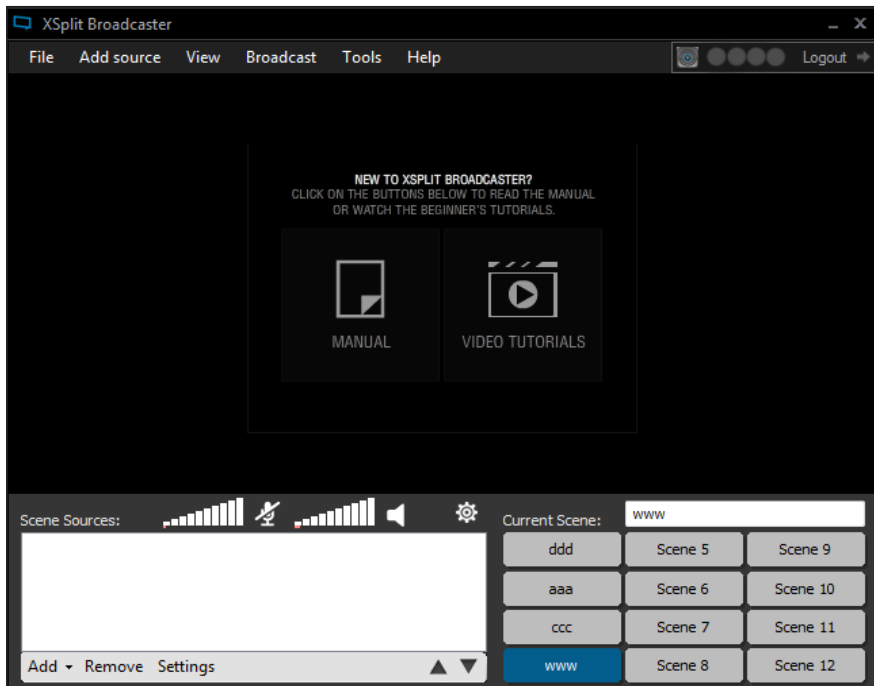 XSplit Broadcaster
File Add source View Broadcast Tools Help Logout
NEW TO XSPLIT BROADCASTER?
CLICK ON THE BUTTONS BELOW TO READ THE MANUAL
OR WATCH THE BEGINNER'S TUTORIALS.
MANUAL VIDEO TUTORIALS
Scene Sources: Current Scene: www
ddd Scene 5 Scene 9
aaa Scene 6 Scene 10
ccc Scene 7 Scene 11
www Scene 8 Scene 12
Add Remove Settings